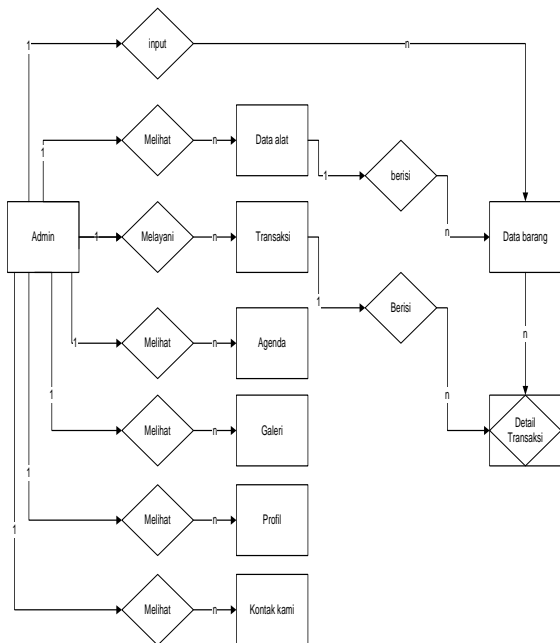 1
input
n
1
Melihat
n
Data alat
1
berisi
n
Admin
1
Melayani
n
Transaksi
1
Berisi
n
Data barang
n
1
Melihat
n
Agenda
1
Melihat
n
Galeri
Detail
Transaksi
1
Melihat
n
Profil
1
Melihat
n
Kontak kami